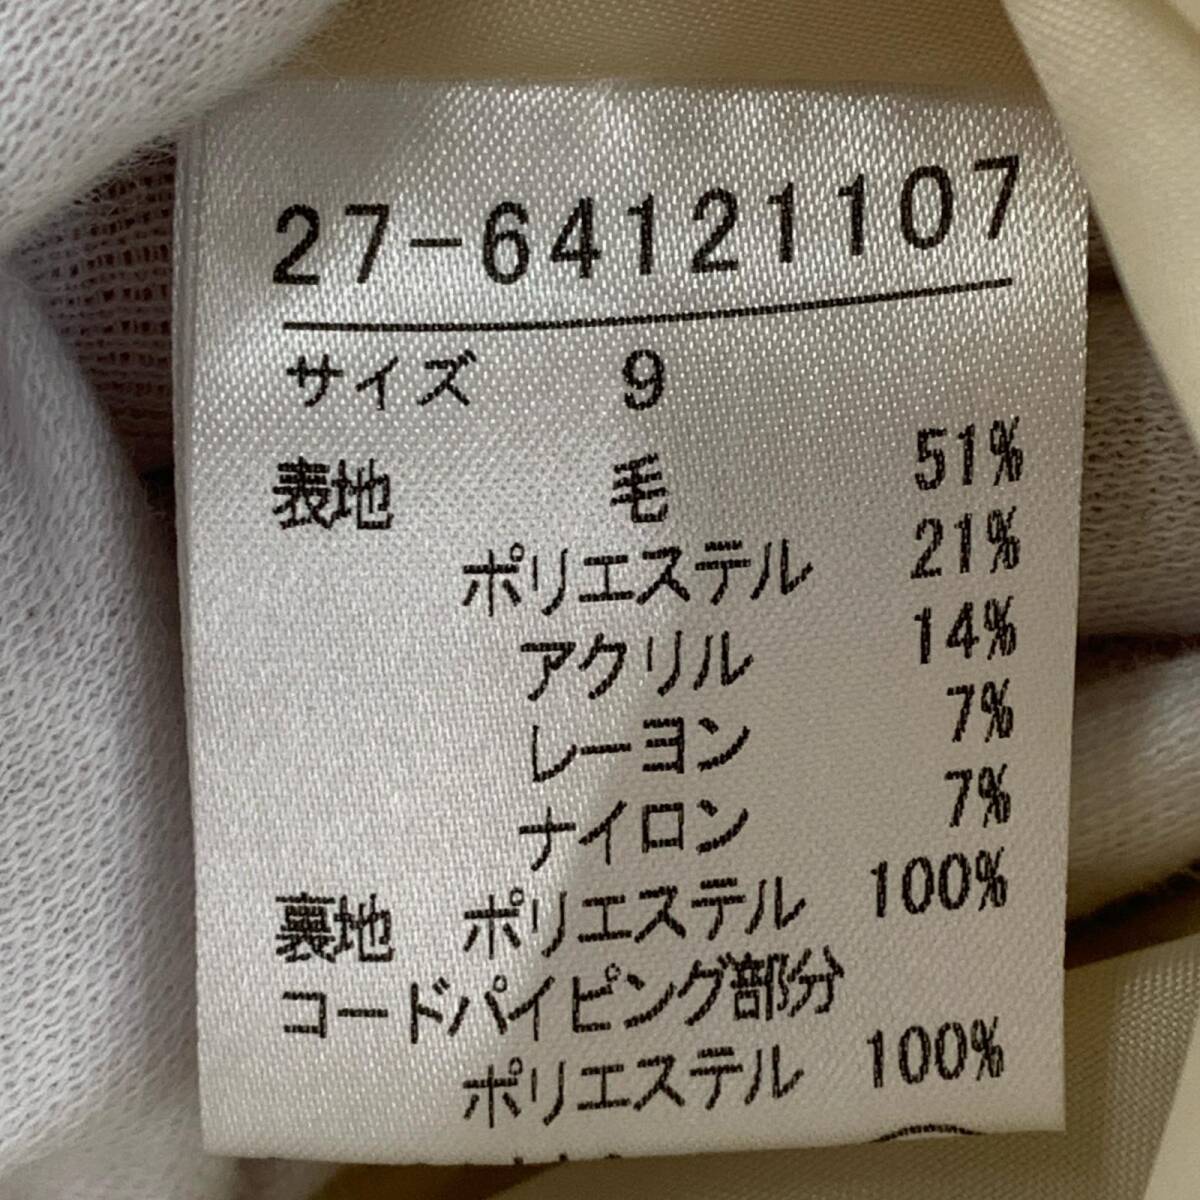 27-64121107
サイズ 9
表地 毛 51%
ポリエステル 21%
アクリル 14%
レーヨン 7%
ナイロン 7%
裏地 ポリエステル 100%
コードパイピング部分
ポリエステル 100%